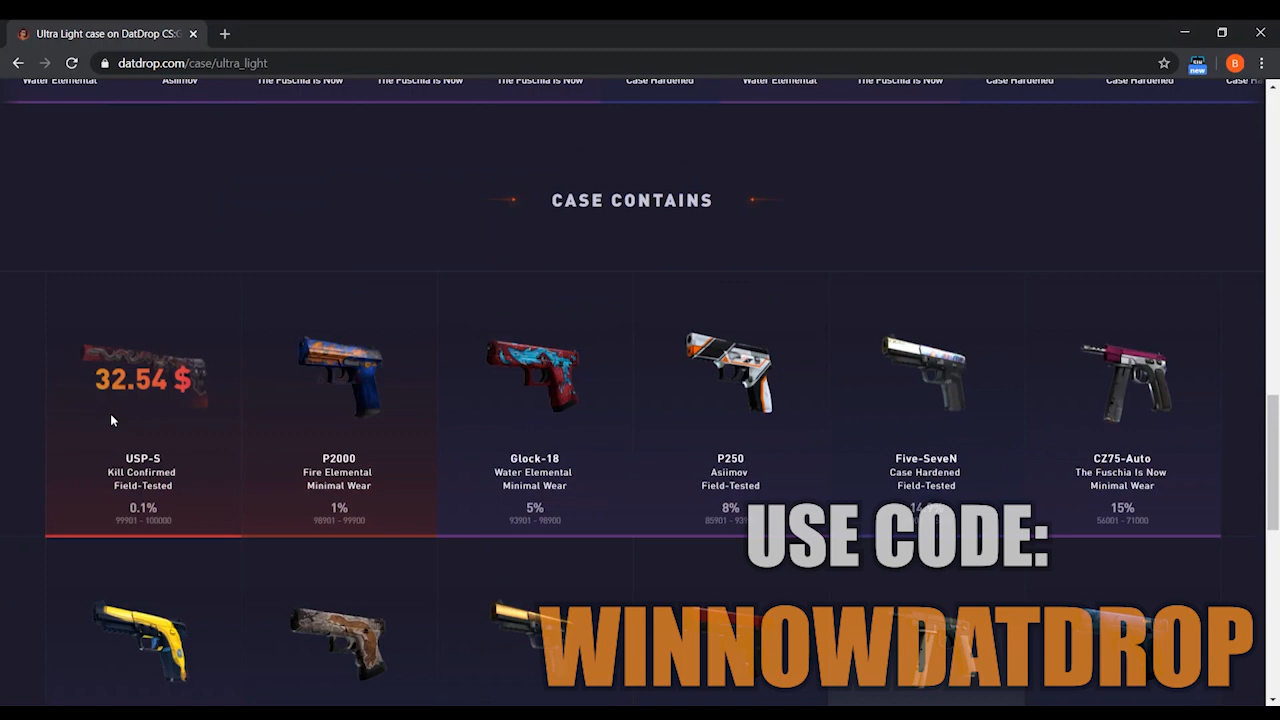 Ultra Light case on DatDrop CS:G
datdrop.com/case/ultra_light
new
B
Water Elemental Asiimov The Fuschia Is Now The Fuschia Is Now The Fuschia Is Now Case Hardened Water Elemental The Fuschia Is Now Case Hardened Case Hardened Case H
CASE CONTAINS
32.54 $
USP-S
Kill Confirmed
Field-Tested
0.1%
99901 - 100000
P2000
Fire Elemental
Minimal Wear
1%
98901 - 99900
Glock-18
Water Elemental
Minimal Wear
5%
93901 - 98900
P250
Asiimov
Field-Tested
8%
Five-SeveN
Case Hardened
Field-Tested
CZ75-Auto
The Fuschia Is Now
Minimal Wear
15%
56001 - 71000
USE CODE:
WINNOWDATDROP